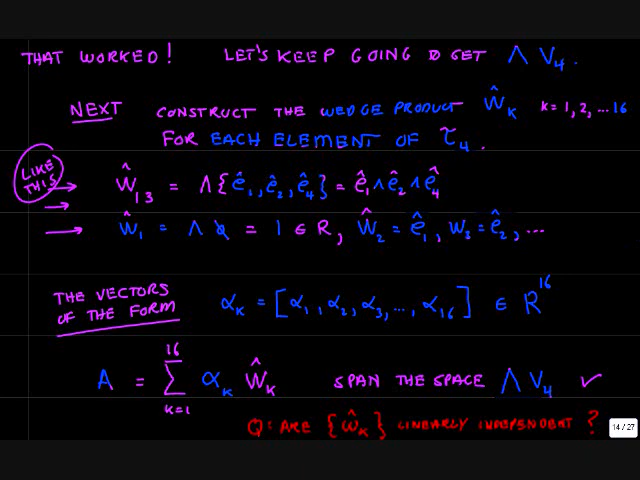 THAT WORKED! LET'S KEEP GOING TO GET Λ V₄.
NEXT CONSTRUCT THE WEDGE PRODUCT Ŵ_K K=1,2,...16
FOR EACH ELEMENT OF τ₄.
LIKE THIS
→ Ŵ₁₃ = Λ{ê₁, ê₂, ê₄} = ê₁∧ê₂∧ê₄
→
→ Ŵ₁ = Λ ∅ = 1 ∈ R, Ŵ₂ = ê₁, W₃ = ê₂, ...
THE VECTORS OF THE FORM α_K = [α₁, α₂, α₃, ..., α₁₆] ∈ R¹⁶
A = Σ_{K=1}^{16} α_K Ŵ_K SPAN THE SPACE Λ V₄ ✓
Q: ARE {ŵ_K} LINEARLY INDEPENDENT?
14 / 27